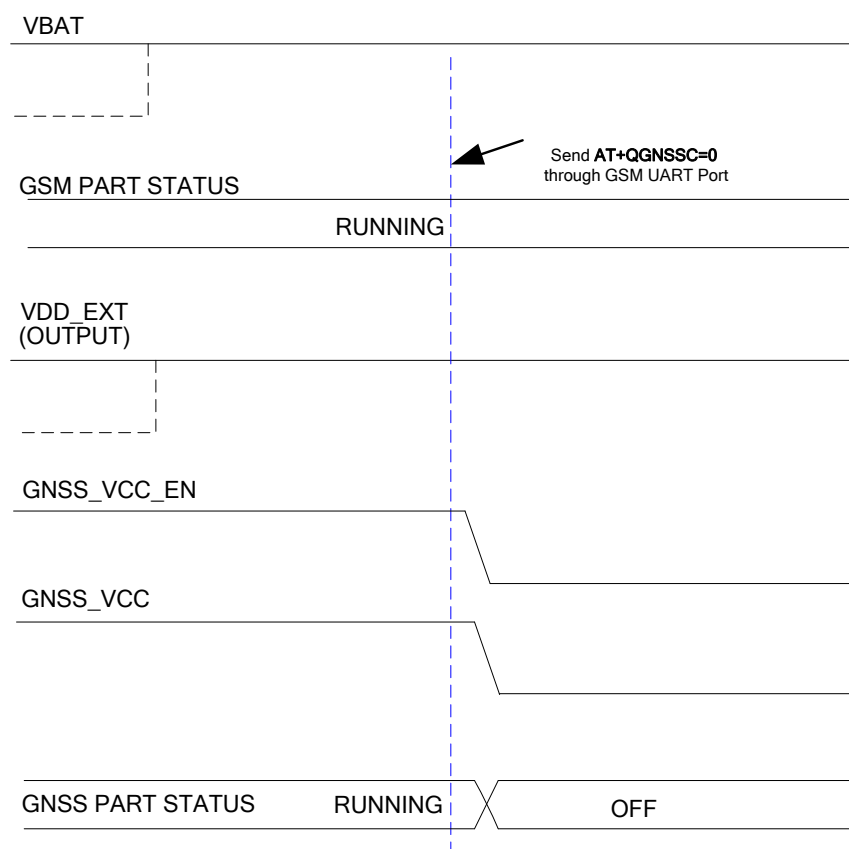 VBAT
Send AT+QGNSSC=0
through GSM UART Port
GSM PART STATUS
RUNNING
VDD_EXT
(OUTPUT)
GNSS_VCC_EN
GNSS_VCC
GNSS PART STATUS RUNNING OFF